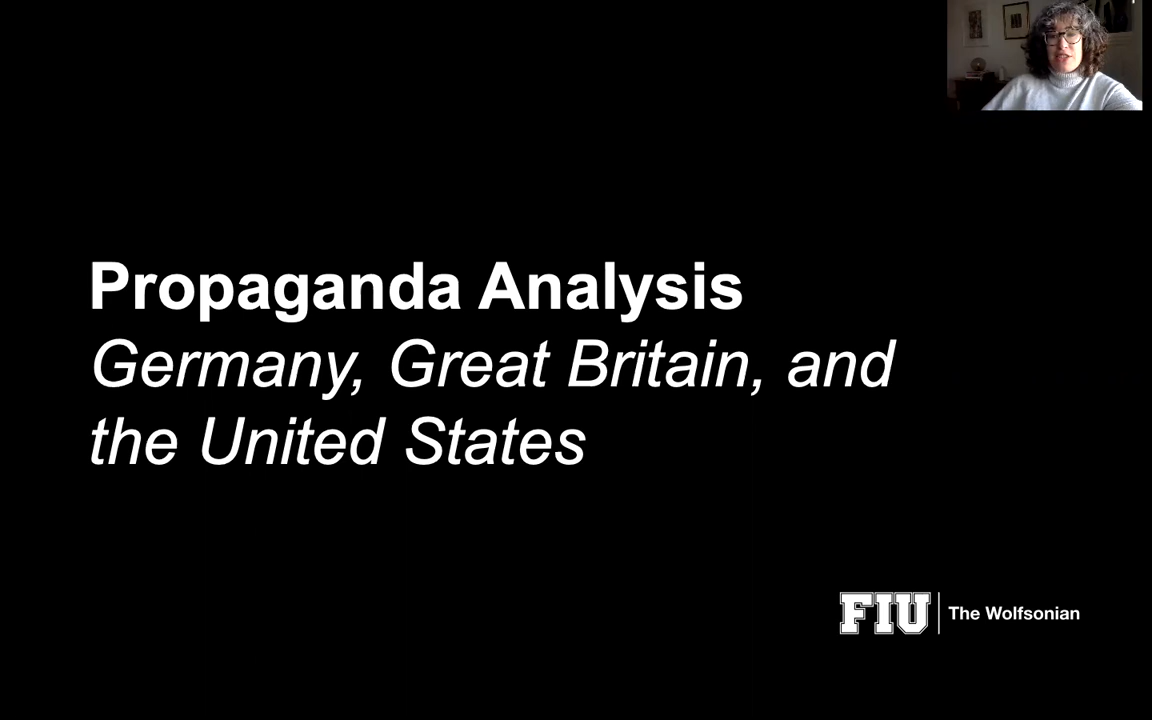 Propaganda Analysis
Germany, Great Britain, and
the United States
FIU | The Wolfsonian